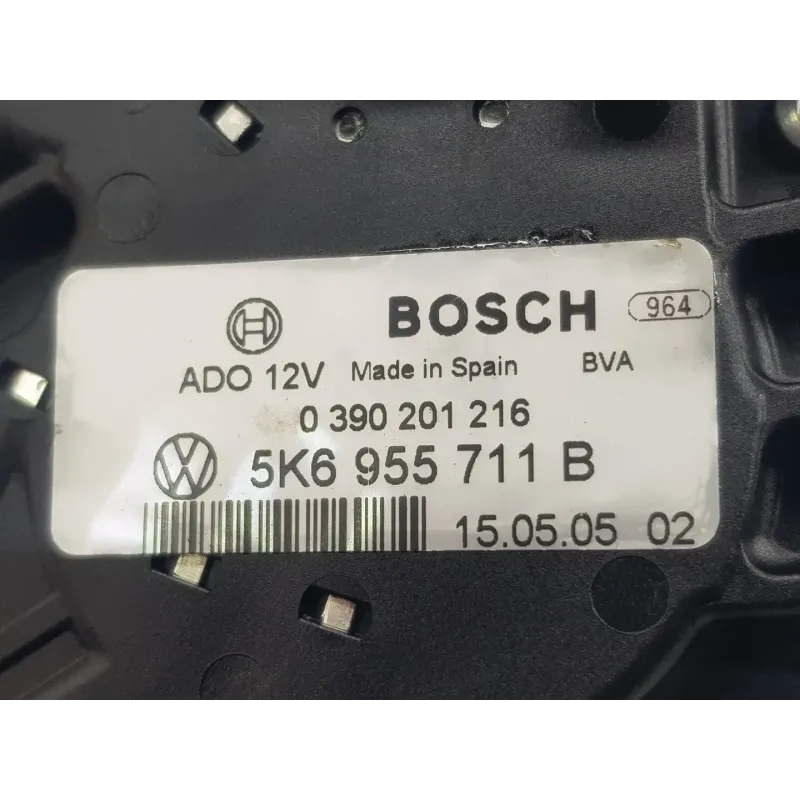 BOSCH 964
ADO 12V Made in Spain BVA
0 390 201 216
5K6 955 711 B
15.05.05 02